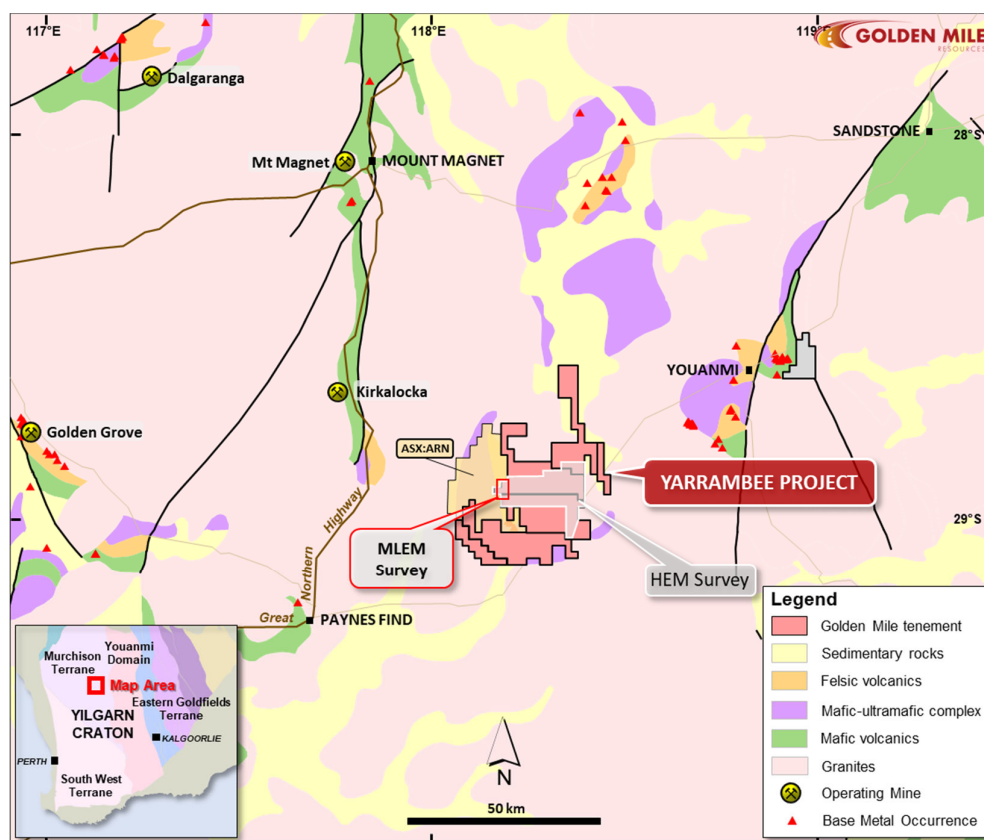 117°E
118°E
119°E
GOLDEN MILE
RESOURCES
Dalgaranga
28°S
SANDSTONE
Mt Magnet
MOUNT MAGNET
YOUANMI
Kirkalocka
Golden Grove
ASX:ARN
YARRAMBEE PROJECT
29°S
Highway
MLEM
Survey
HEM Survey
Northern
Great
PAYNES FIND
Legend
Golden Mile tenement
Sedimentary rocks
Felsic volcanics
Mafic-ultramafic complex
Mafic volcanics
Granites
Operating Mine
Base Metal Occurrence
Youanmi
Domain
Murchison
Terrane
Map Area
Eastern Goldfields
Terrane
YILGARN
CRATON
KALGOORLIE
PERTH
South West
Terrane
N
50 km